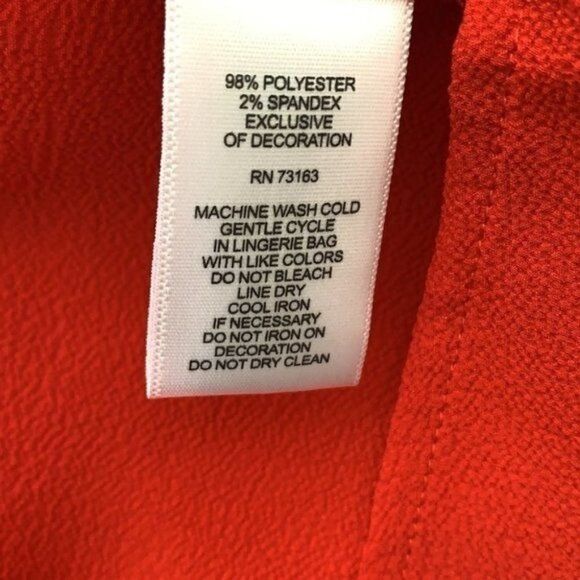 98% POLYESTER
2% SPANDEX
EXCLUSIVE
OF DECORATION
RN 73163
MACHINE WASH COLD
GENTLE CYCLE
IN LINGERIE BAG
WITH LIKE COLORS
DO NOT BLEACH
LINE DRY
COOL IRON
IF NECESSARY
DO NOT IRON ON
DECORATION
DO NOT DRY CLEAN